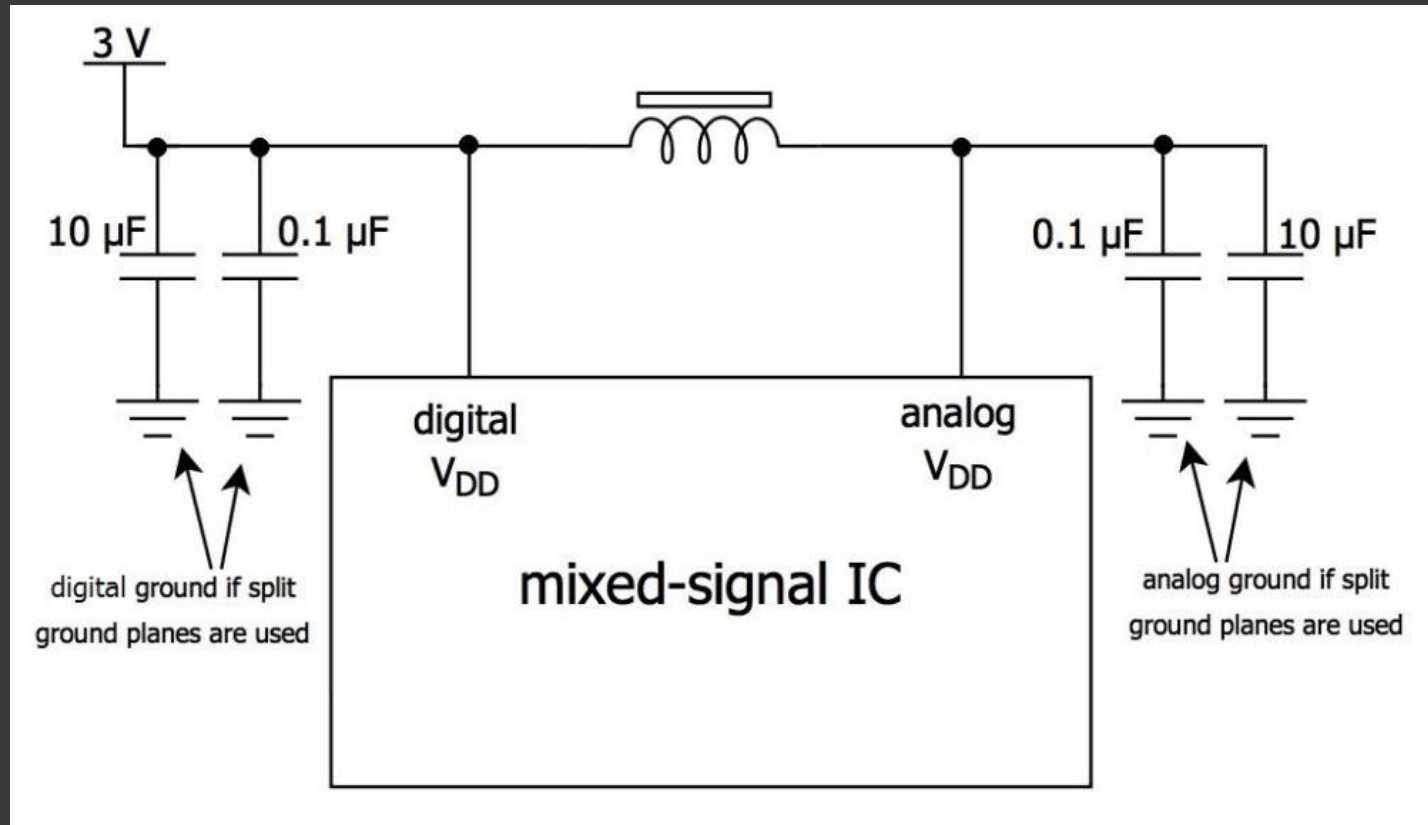 3 V
10 µF
0.1 µF
0.1 µF
10 µF
digital
VDD
analog
VDD
mixed-signal IC
digital ground if split
ground planes are used
analog ground if split
ground planes are used